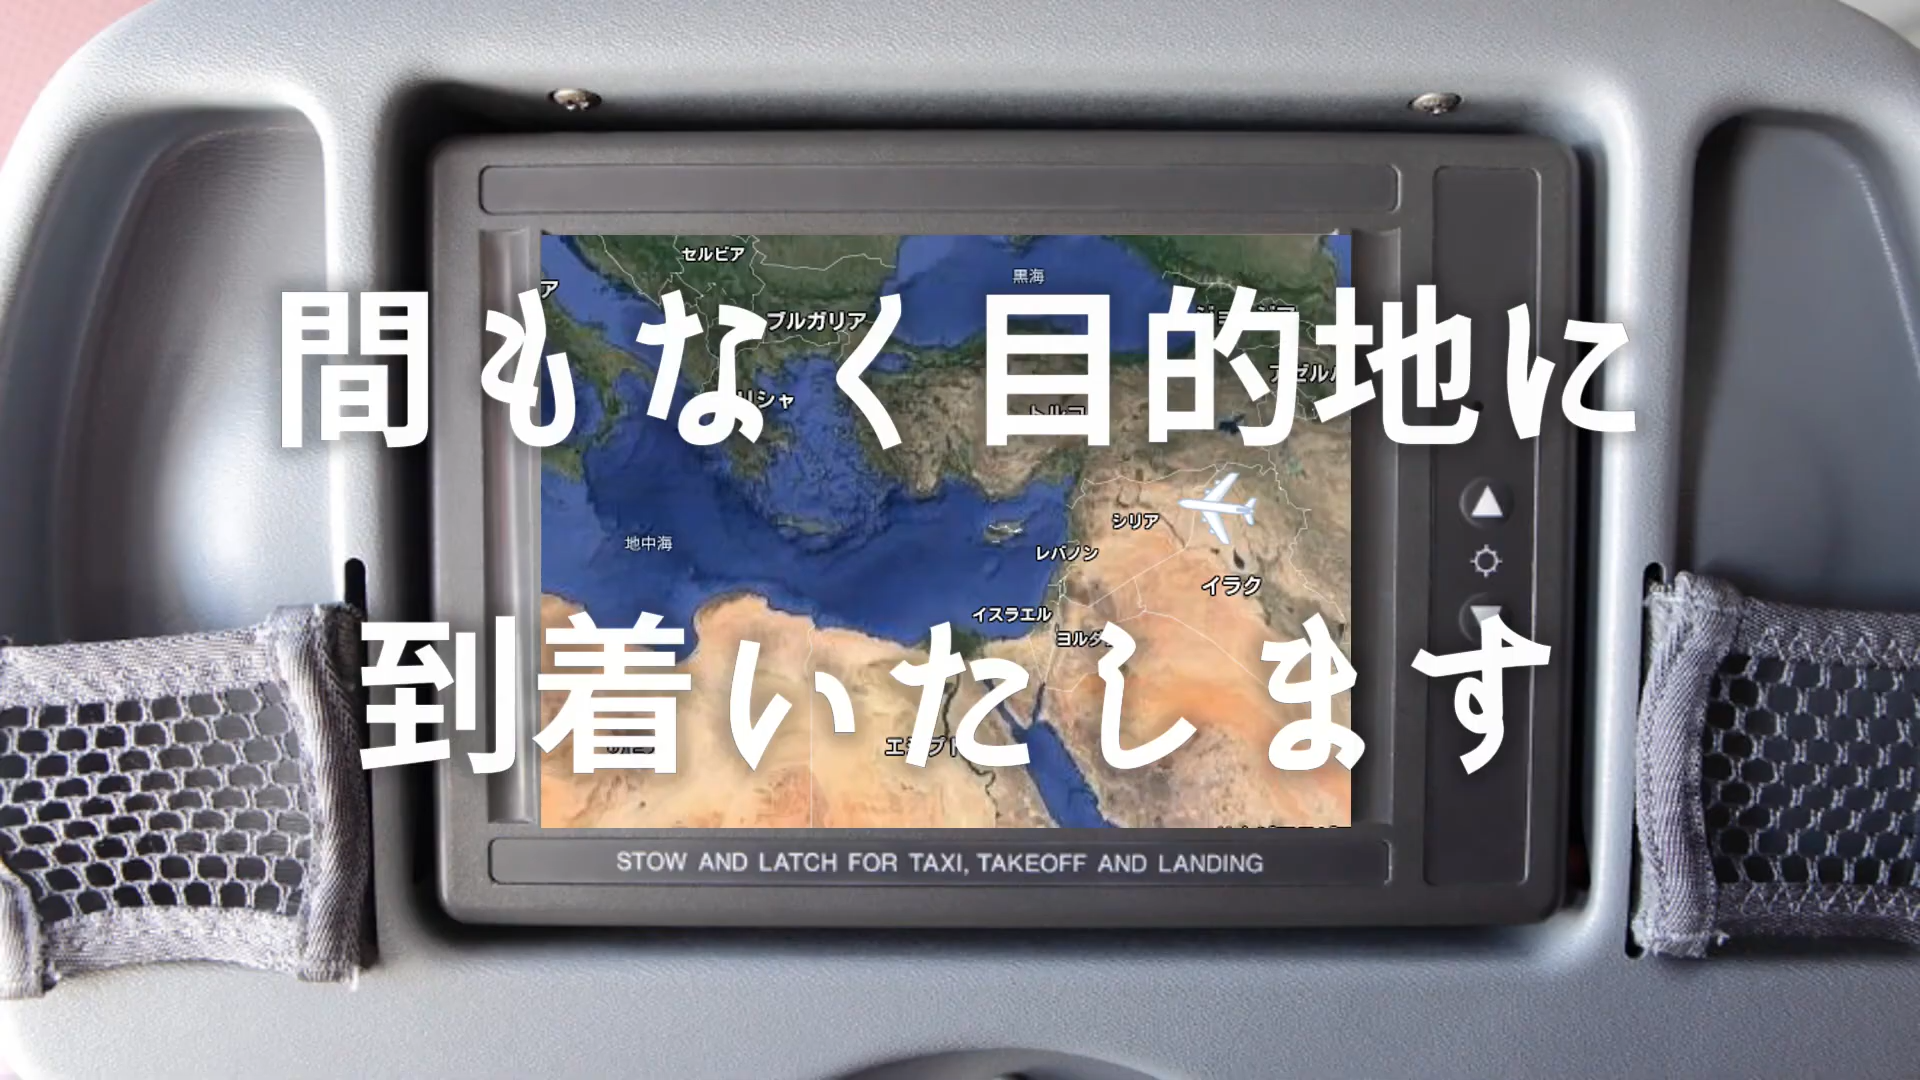 セルビア
黒海
ブルガリア
間もなく目的地に
地中海
シリア
レバノン
イラク
イスラエル
到着いたします
STOW AND LATCH FOR TAXI, TAKEOFF AND LANDING